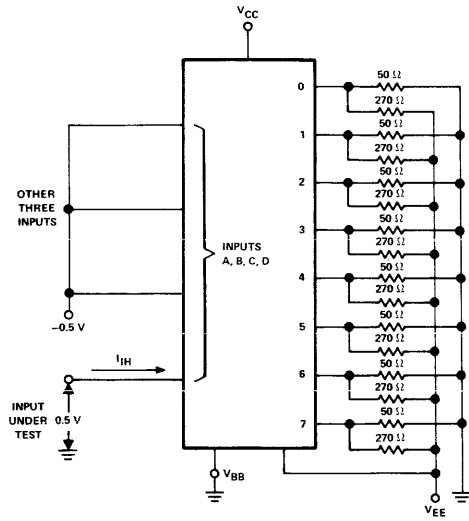 VCC
0
50 Ω
270 Ω
1
50 Ω
270 Ω
2
50 Ω
270 Ω
3
50 Ω
270 Ω
4
50 Ω
270 Ω
5
50 Ω
270 Ω
6
50 Ω
270 Ω
7
50 Ω
270 Ω
OTHER
THREE
INPUTS
INPUTS
A, B, C, D
−0.5 V
IIH
INPUT
UNDER
TEST
0.5 V
VBB
VEE